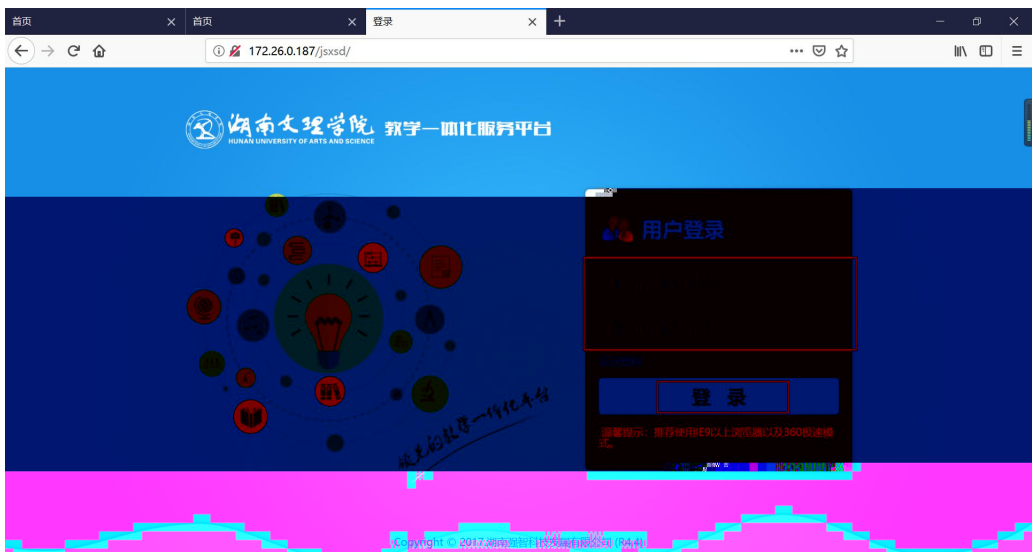 首页 首页 登录
172.26.0.187/jsxsd/
湖南文理学院 教学一体化服务平台
HUNAN UNIVERSITY OF ARTS AND SCIENCE
用户登录
登 录
温馨提示：推荐使用IE9以上浏览器以及360极速模
式。
Copyright © 2017 湖南强智科技发展有限公司 (R4.4)